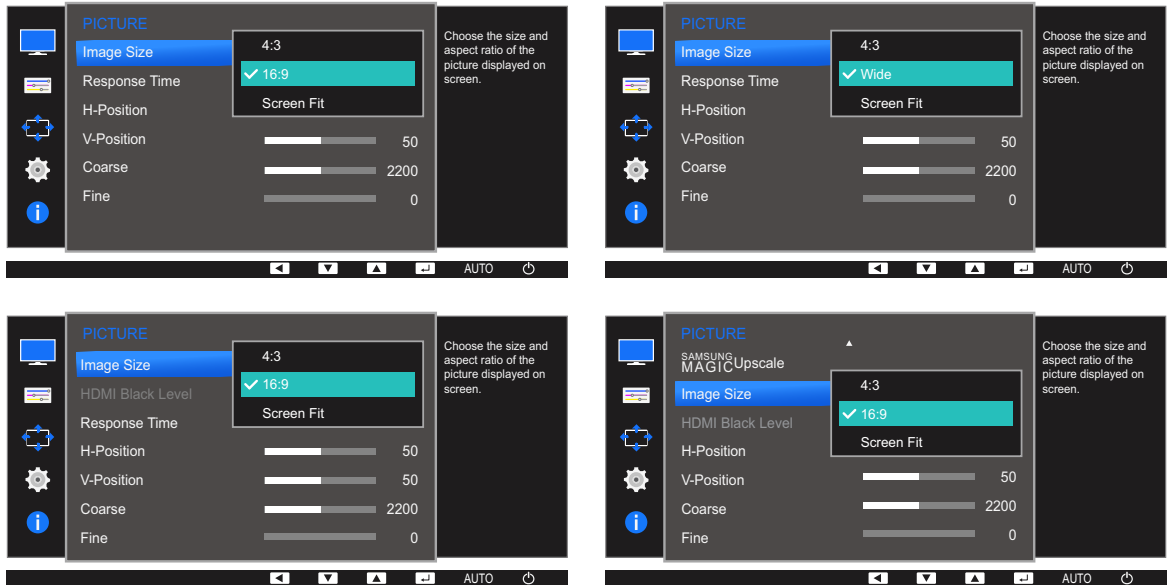 PICTURE
Image Size
Response Time
H-Position
V-Position
Coarse
Fine
4:3
16:9
Screen Fit
50
2200
0
Choose the size and
aspect ratio of the
picture displayed on
screen.
AUTO
PICTURE
Image Size
Response Time
H-Position
V-Position
Coarse
Fine
4:3
Wide
Screen Fit
50
2200
0
Choose the size and
aspect ratio of the
picture displayed on
screen.
AUTO
PICTURE
Image Size
HDMI Black Level
Response Time
H-Position
V-Position
Coarse
Fine
4:3
16:9
Screen Fit
50
50
2200
0
Choose the size and
aspect ratio of the
picture displayed on
screen.
AUTO
PICTURE
SAMSUNG
MAGICUpscale
Image Size
HDMI Black Level
H-Position
V-Position
Coarse
Fine
4:3
16:9
Screen Fit
50
2200
0
Choose the size and
aspect ratio of the
picture displayed on
screen.
AUTO